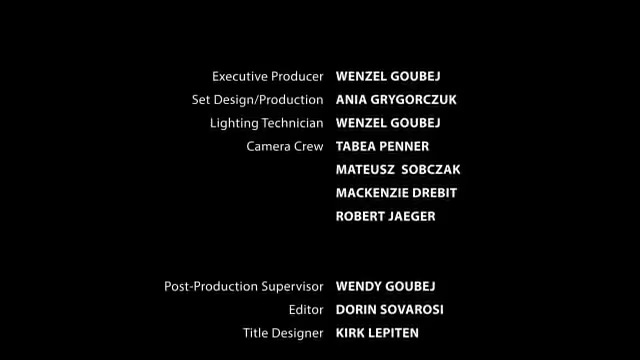 Executive Producer WENZEL GOUBEJ
Set Design/Production ANIA GRYGORCZUK
Lighting Technician WENZEL GOUBEJ
Camera Crew TABEA PENNER
MATEUSZ SOBCZAK
MACKENZIE DREBIT
ROBERT JAEGER
Post-Production Supervisor WENDY GOUBEJ
Editor DORIN SOVAROSI
Title Designer KIRK LEPITEN